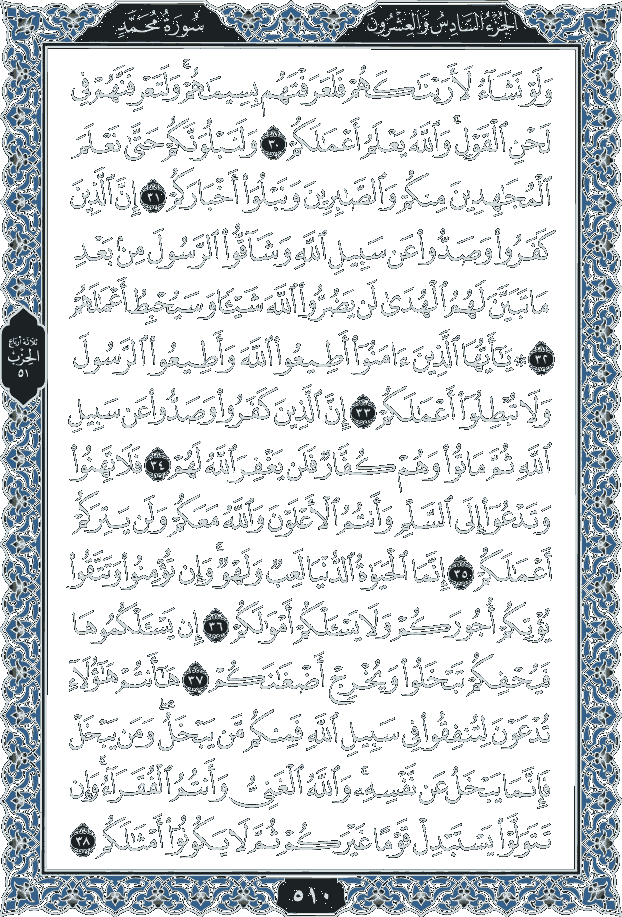 الجزء السادس والعشرون
سورة محمد
وَلَوْ نَشَآءُ لَأَرَيْنَٰكَهُمْ فَلَعَرَفْتَهُم بِسِيمَٰهُمْ ۚ وَلَتَعْرِفَنَّهُمْ فِى
لَحْنِ ٱلْقَوْلِ ۚ وَٱللَّهُ يَعْلَمُ أَعْمَٰلَكُمْ ٣٠ وَلَنَبْلُوَنَّكُمْ حَتَّىٰ نَعْلَمَ
ٱلْمُجَٰهِدِينَ مِنكُمْ وَٱلصَّٰبِرِينَ وَنَبْلُوَا۟ أَخْبَارَكُمْ ٣١ إِنَّ ٱلَّذِينَ
كَفَرُوا۟ وَصَدُّوا۟ عَن سَبِيلِ ٱللَّهِ وَشَآقُّوا۟ ٱلرَّسُولَ مِنۢ بَعْدِ
مَا تَبَيَّنَ لَهُمُ ٱلْهُدَىٰ لَن يَضُرُّوا۟ ٱللَّهَ شَيْـًٔا وَسَيُحْبِطُ أَعْمَٰلَهُمْ
٣٢ ۞ يَٰٓأَيُّهَا ٱلَّذِينَ ءَامَنُوٓا۟ أَطِيعُوا۟ ٱللَّهَ وَأَطِيعُوا۟ ٱلرَّسُولَ
وَلَا تُبْطِلُوٓا۟ أَعْمَٰلَكُمْ ٣٣ إِنَّ ٱلَّذِينَ كَفَرُوا۟ وَصَدُّوا۟ عَن سَبِيلِ
ٱللَّهِ ثُمَّ مَاتُوا۟ وَهُمْ كُفَّارٌ فَلَن يَغْفِرَ ٱللَّهُ لَهُمْ ٣٤ فَلَا تَهِنُوا۟
وَتَدْعُوٓا۟ إِلَى ٱلسَّلْمِ وَأَنتُمُ ٱلْأَعْلَوْنَ وَٱللَّهُ مَعَكُمْ وَلَن يَتِرَكُمْ
أَعْمَٰلَكُمْ ٣٥ إِنَّمَا ٱلْحَيَوٰةُ ٱلدُّنْيَا لَعِبٌ وَلَهْوٌ ۚ وَإِن تُؤْمِنُوا۟ وَتَتَّقُوا۟
يُؤْتِكُمْ أُجُورَكُمْ وَلَا يَسْـَٔلْكُمْ أَمْوَٰلَكُمْ ٣٦ إِن يَسْـَٔلْكُمُوهَا
فَيُحْفِكُمْ تَبْخَلُوا۟ وَيُخْرِجْ أَضْغَٰنَكُمْ ٣٧ هَٰٓأَنتُمْ هَٰٓؤُلَآءِ
تُدْعَوْنَ لِتُنفِقُوا۟ فِى سَبِيلِ ٱللَّهِ فَمِنكُم مَّن يَبْخَلُ ۖ وَمَن يَبْخَلْ
فَإِنَّمَا يَبْخَلُ عَن نَّفْسِهِۦ ۚ وَٱللَّهُ ٱلْغَنِىُّ وَأَنتُمُ ٱلْفُقَرَآءُ ۚ وَإِن
تَتَوَلَّوْا۟ يَسْتَبْدِلْ قَوْمًا غَيْرَكُمْ ثُمَّ لَا يَكُونُوٓا۟ أَمْثَٰلَكُم ٣٨
ثلاثة أرباع
الحزب
٥١
٥١٠